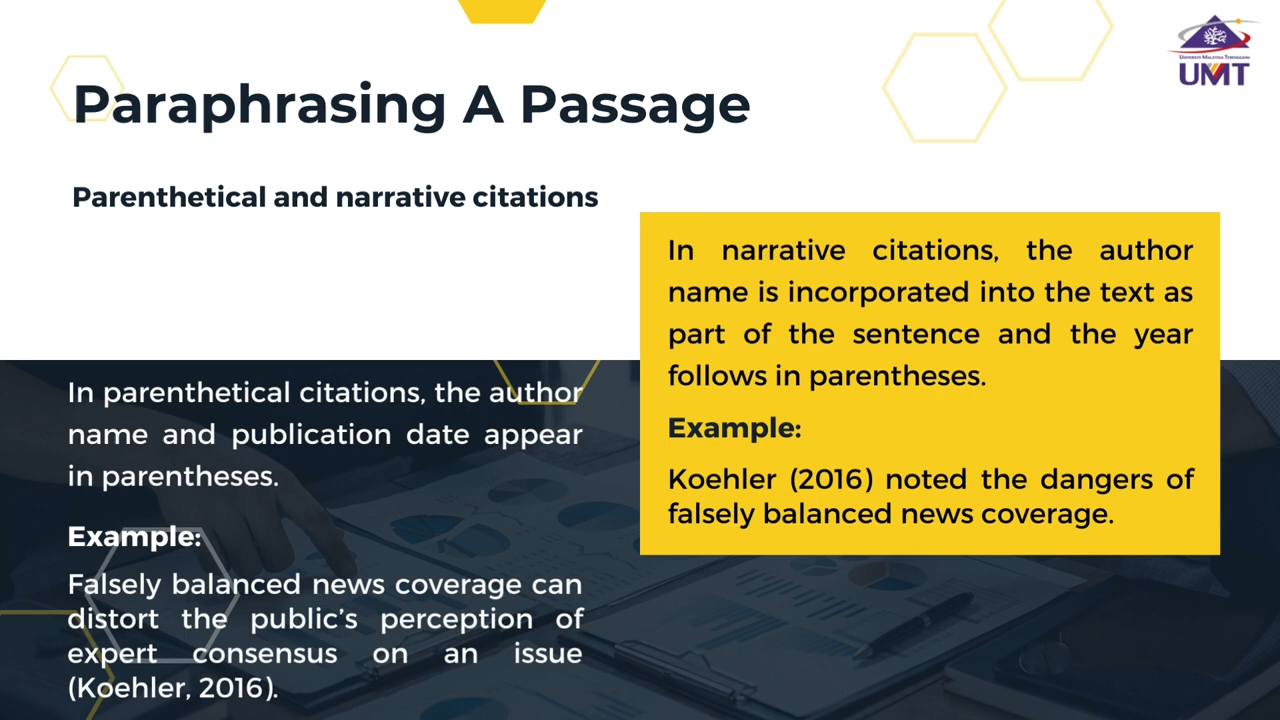 UNIVERSITI MALAYSIA TERENGGANU
UMT
Paraphrasing A Passage
Parenthetical and narrative citations
In parenthetical citations, the author
name and publication date appear
in parentheses.
Example:
Falsely balanced news coverage can
distort the public’s perception of
expert consensus on an issue
(Koehler, 2016).
In narrative citations, the author
name is incorporated into the text as
part of the sentence and the year
follows in parentheses.
Example:
Koehler (2016) noted the dangers of
falsely balanced news coverage.